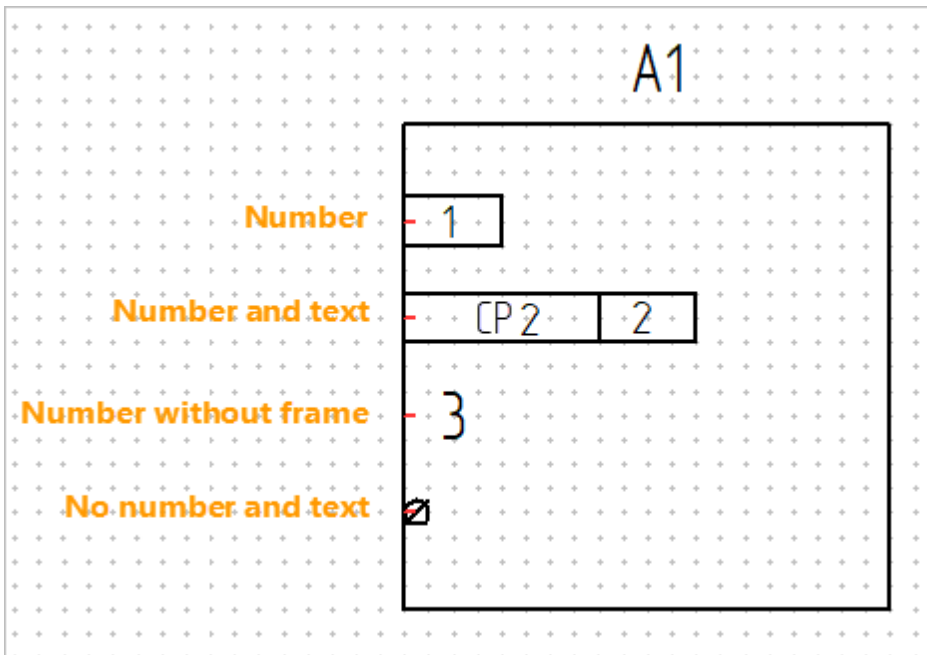 A1
Number 1
Number and text CP2 2
Number without frame 3
No number and text